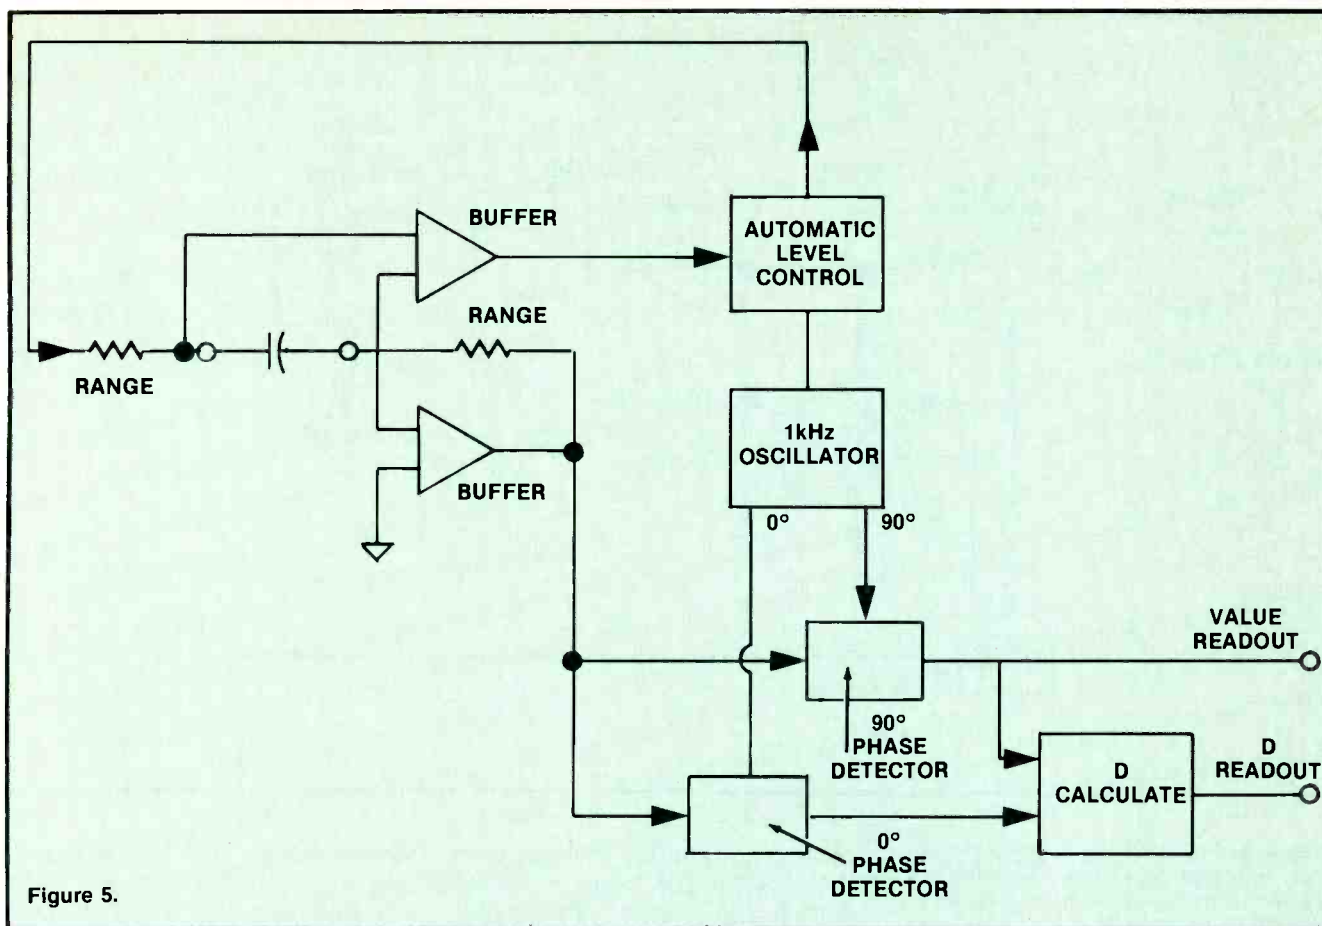 BUFFER
AUTOMATIC
LEVEL
CONTROL
RANGE
RANGE
1kHz
OSCILLATOR
BUFFER
0°
90°
VALUE
READOUT
90°
PHASE
DETECTOR
D
READOUT
D
CALCULATE
0°
PHASE
DETECTOR
Figure 5.